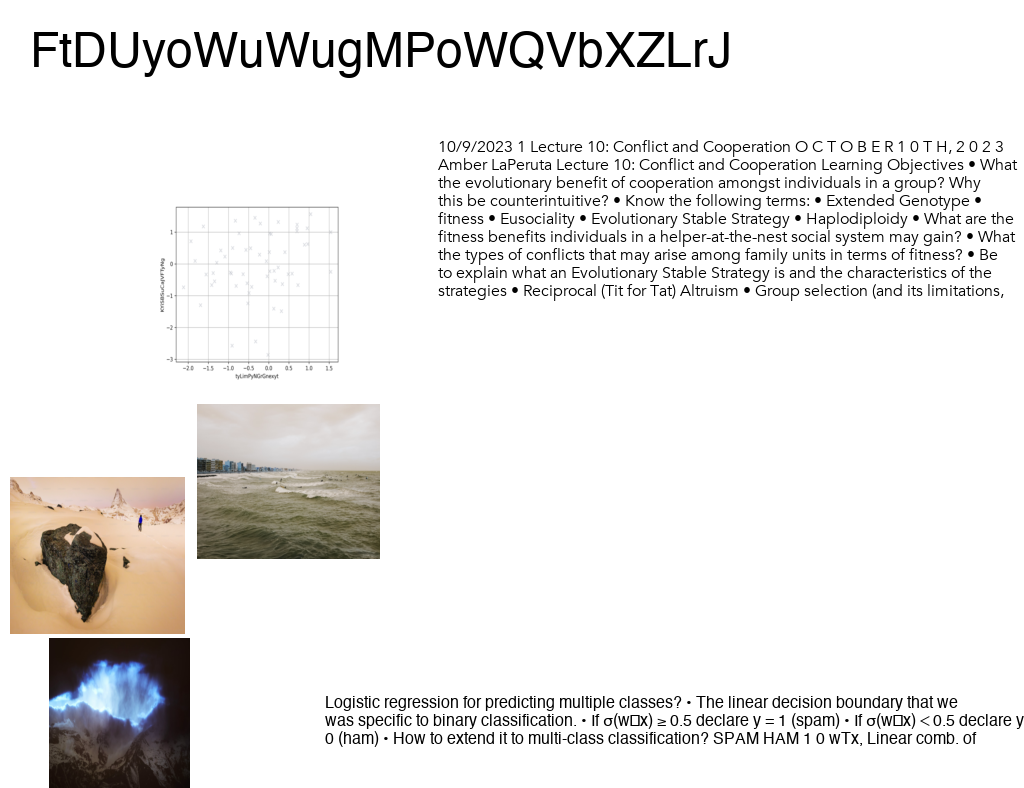 FtDUyoWuWugMPoWQVbXZLrJ
10/9/2023 1 Lecture 10: Conflict and Cooperation O C T O B E R 1 0 T H, 2 0 2 3
Amber LaPeruta Lecture 10: Conflict and Cooperation Learning Objectives • What
the evolutionary benefit of cooperation amongst individuals in a group? Why
this be counterintuitive? • Know the following terms: • Extended Genotype •
fitness • Eusociality • Evolutionary Stable Strategy • Haplodiploidy • What are the
fitness benefits individuals in a helper-at-the-nest social system may gain? • What
the types of conflicts that may arise among family units in terms of fitness? • Be
to explain what an Evolutionary Stable Strategy is and the characteristics of the
strategies • Reciprocal (Tit for Tat) Altruism • Group selection (and its limitations,
1
0
−1
−2
−3
−2.0 −1.5 −1.0 −0.5 0.0 0.5 1.0 1.5
Logistic regression for predicting multiple classes? • The linear decision boundary that we
was specific to binary classification. • If σ(w□x) ≥ 0.5 declare y = 1 (spam) • If σ(w□x) < 0.5 declare y
0 (ham) • How to extend it to multi-class classification? SPAM HAM 1 0 wTx, Linear comb. of